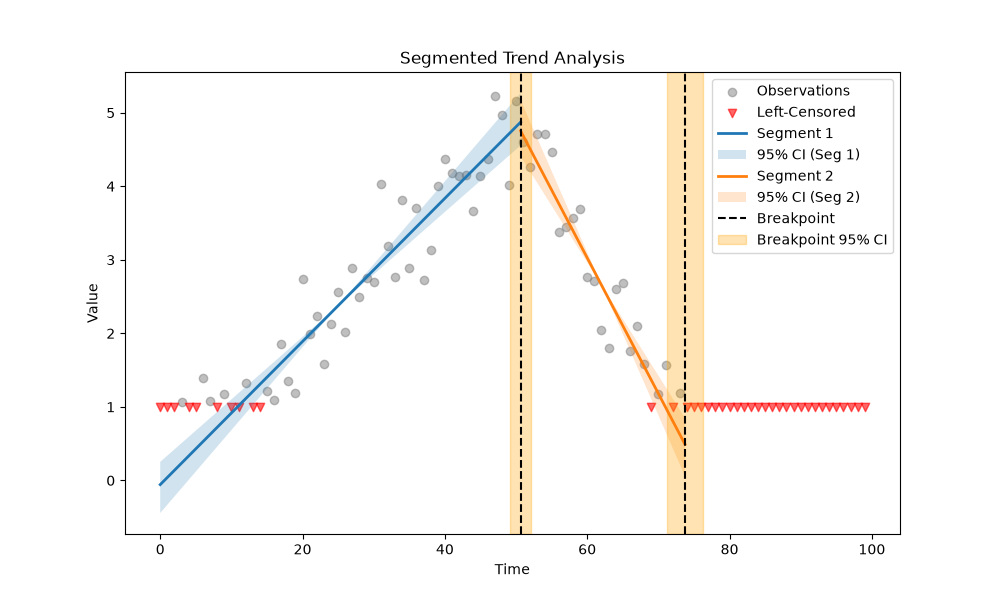 Segmented Trend Analysis
Observations
Left-Censored
Segment 1
95% CI (Seg 1)
Segment 2
95% CI (Seg 2)
Breakpoint
Breakpoint 95% CI
Value
5
4
3
2
1
0
0 20 40 60 80 100
Time